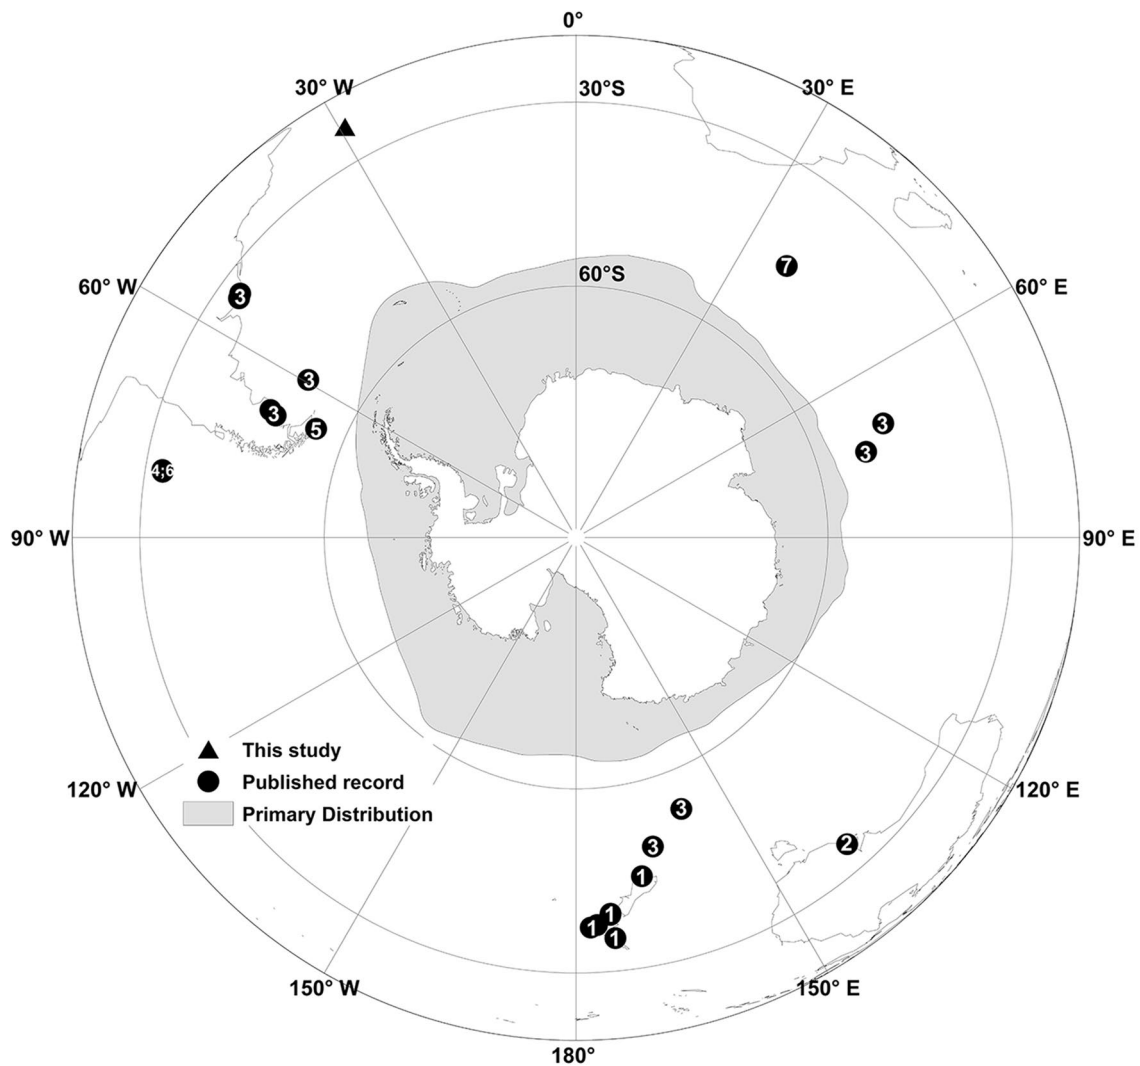 0°
30° W
30°S
30° E
60° W
60°S
60° E
7
3
3
3
5
3
3
4;6
90° W
90° E
This study
Published record
Primary Distribution
120° W
120° E
3
3
2
1
1
1
1
150° W
150° E
180°